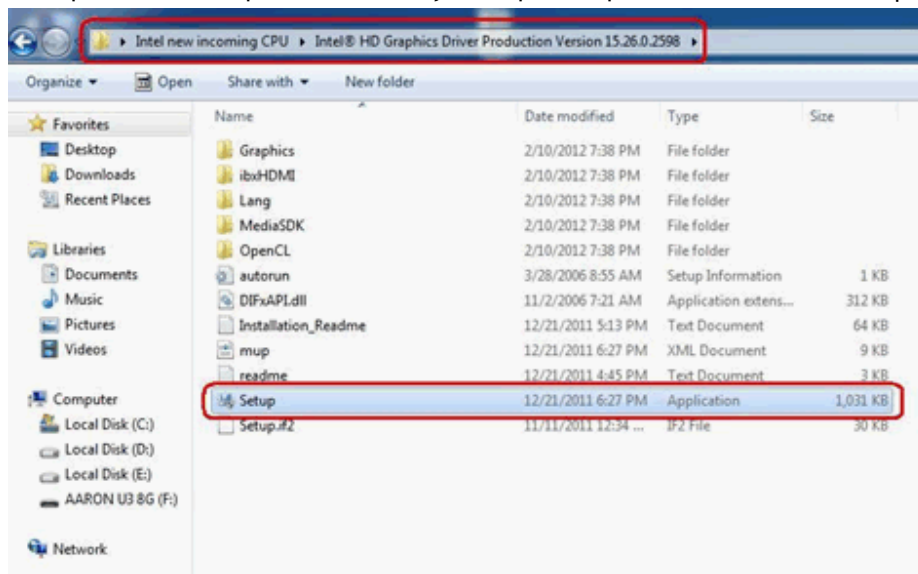 Intel new incoming CPU ▸ Intel® HD Graphics Driver Production Version 15.26.0.2598 ▸
Organize Open Share with New folder
Name Date modified Type Size
Favorites
Desktop
Downloads
Recent Places
Libraries
Documents
Music
Pictures
Videos
Computer
Local Disk (C:)
Local Disk (D:)
Local Disk (E:)
AARON U3 8G (F:)
Network
Graphics 2/10/2012 7:38 PM File folder
ibxHDMI 2/10/2012 7:38 PM File folder
Lang 2/10/2012 7:38 PM File folder
MediaSDK 2/10/2012 7:38 PM File folder
OpenCL 2/10/2012 7:38 PM File folder
autorun 3/28/2006 8:55 AM Setup Information 1 KB
DIFxAPI.dll 11/2/2006 7:21 AM Application extens... 312 KB
Installation_Readme 12/21/2011 5:13 PM Text Document 64 KB
mup 12/21/2011 6:27 PM XML Document 9 KB
readme 12/21/2011 4:45 PM Text Document 3 KB
Setup 12/21/2011 6:27 PM Application 1,031 KB
Setup.if2 11/11/2011 12:34 ... IF2 File 30 KB